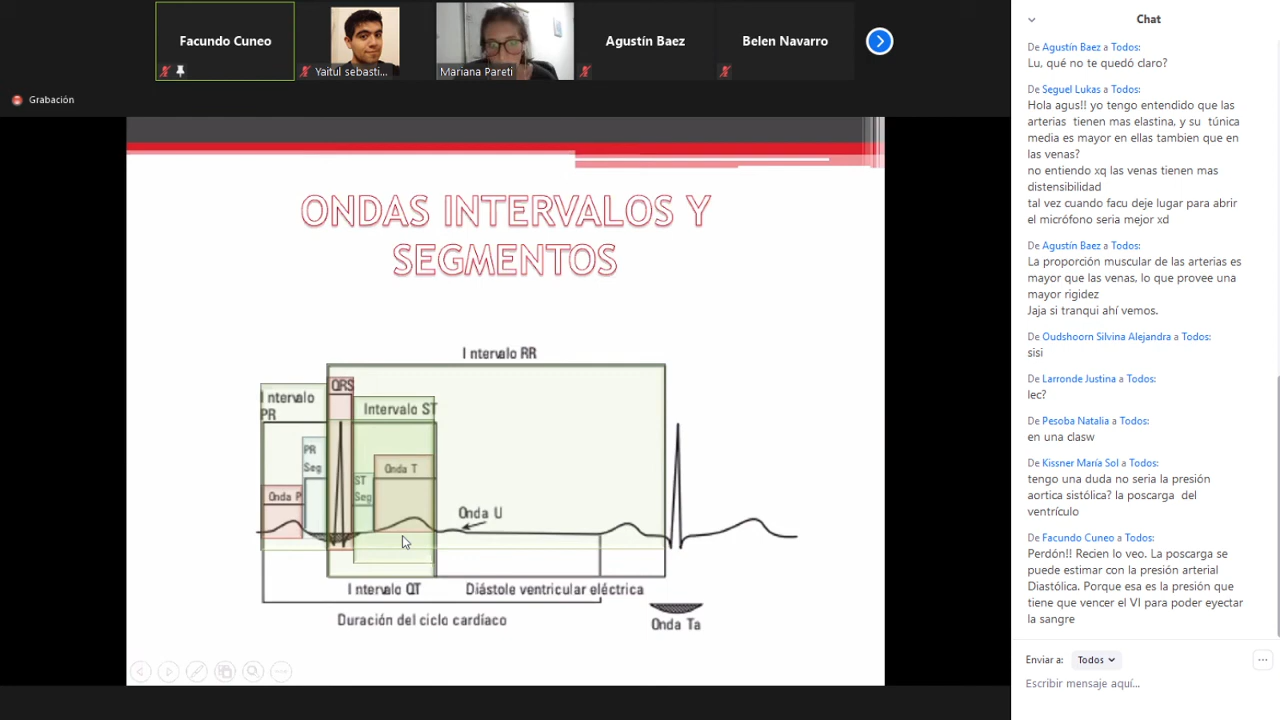 Facundo Cuneo
Yaitul sebasti...
Mariana Pareti
Agustín Baez
Belen Navarro
Grabación
ONDAS INTERVALOS Y
SEGMENTOS
Intervalo RR
QRS
Intervalo
PR
Intervalo ST
PR
Seg
Onda T
ST
Seg
Onda P
Onda U
Intervalo QT
Diástole ventricular eléctrica
Duración del ciclo cardíaco
Onda Ta
Chat
De Agustín Baez a Todos:
Lu, qué no te quedó claro?
De Seguel Lukas a Todos:
Hola agus!! yo tengo entendido que las
arterias tienen mas elastina, y su túnica
media es mayor en ellas tambien que en
las venas?
no entiendo xq las venas tienen mas
distensibilidad
tal vez cuando facu deje lugar para abrir
el micrófono seria mejor xd
De Agustín Baez a Todos:
La proporción muscular de las arterias es
mayor que las venas, lo que provee una
mayor rigidez
Jaja si tranqui ahí vemos.
De Oudshoorn Silvina Alejandra a Todos:
sisi
De Larronde Justina a Todos:
lec?
De Pesoba Natalia a Todos:
en una clasw
De Kissner María Sol a Todos:
tengo una duda no seria la presión
aortica sistólica? la poscarga del
ventrículo
De Facundo Cuneo a Todos:
Perdón!! Recien lo veo. La poscarga se
puede estimar con la presión arterial
Diastólica. Porque esa es la presión que
tiene que vencer el VI para poder eyectar
la sangre
Enviar a: Todos
Escribir mensaje aquí...